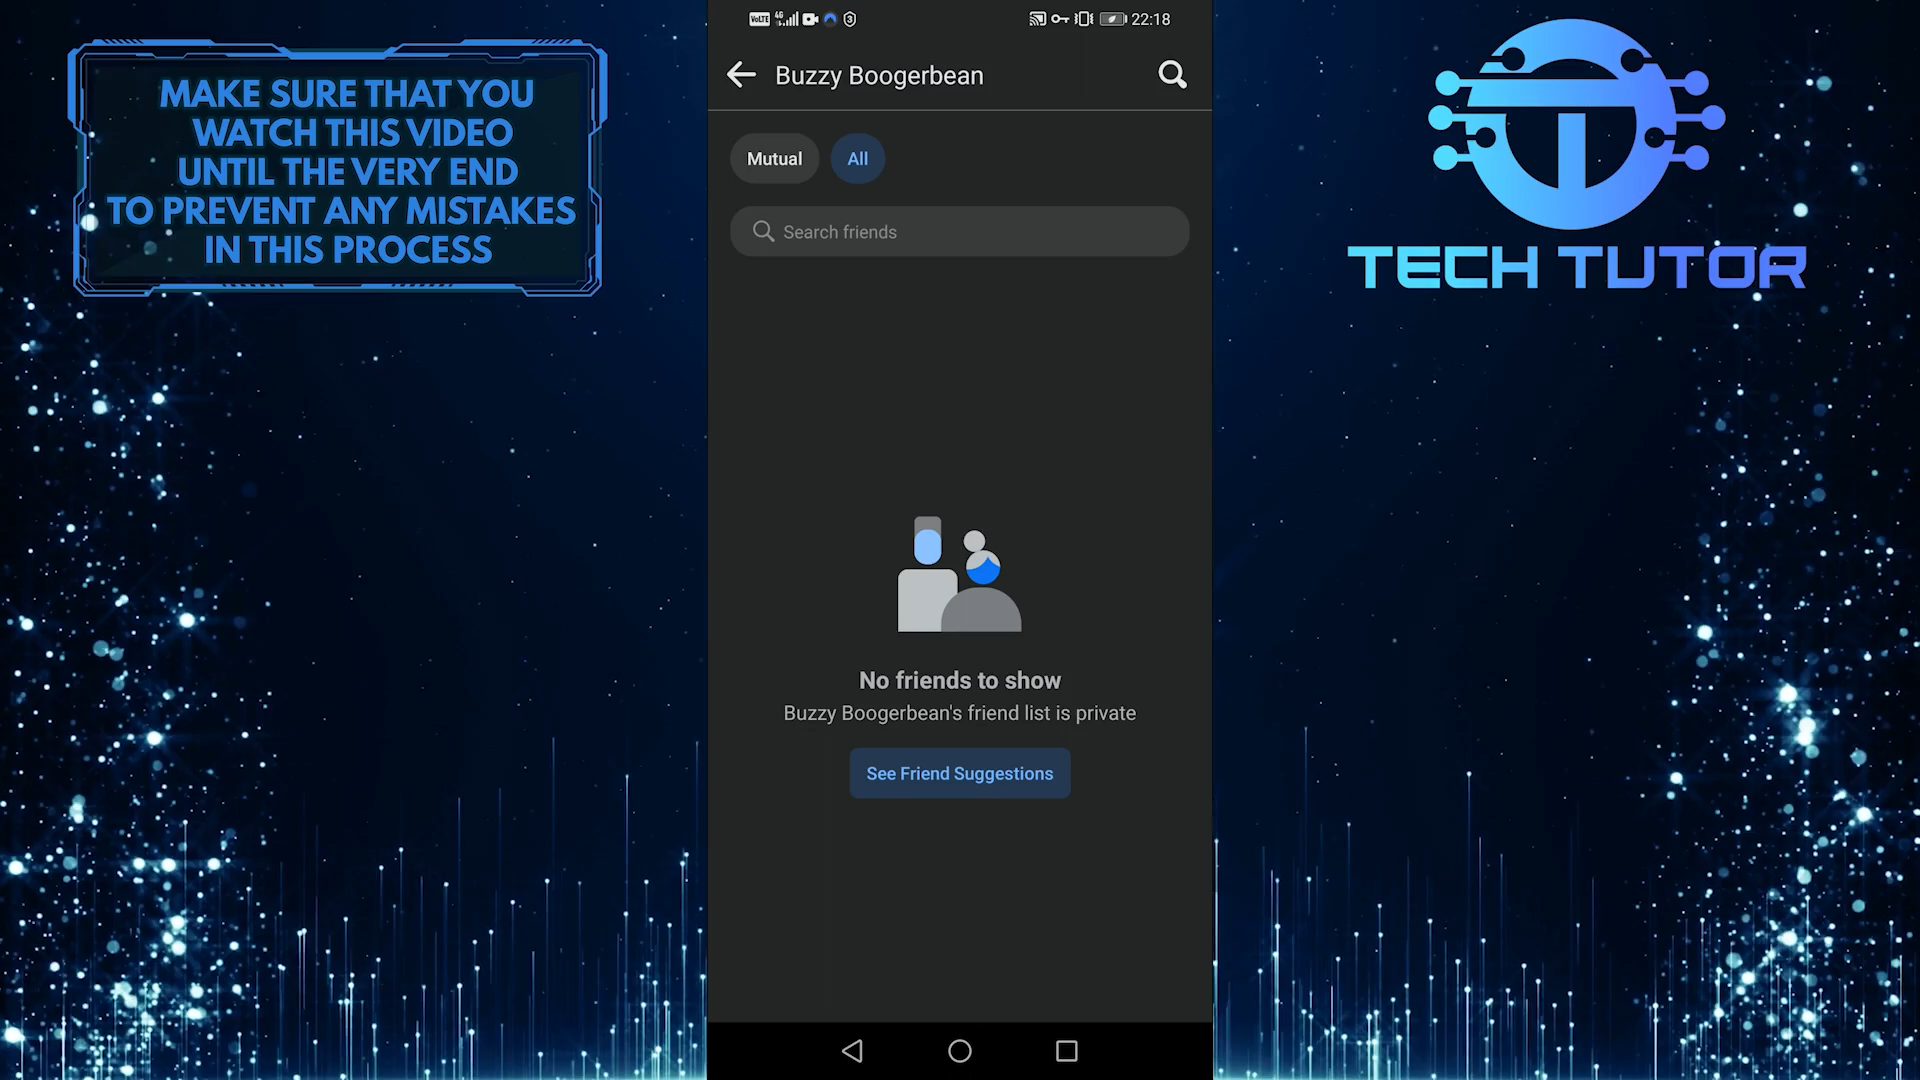 MAKE SURE THAT YOU
WATCH THIS VIDEO
UNTIL THE VERY END
TO PREVENT ANY MISTAKES
IN THIS PROCESS
VoLTE 4G 22:18
Buzzy Boogerbean
Mutual All
Search friends
No friends to show
Buzzy Boogerbean's friend list is private
See Friend Suggestions
TECH TUTOR